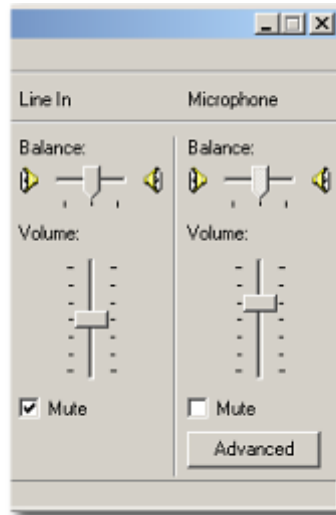 Line In
Microphone
Balance:
Balance:
Volume:
Volume:
Mute
Mute
Advanced